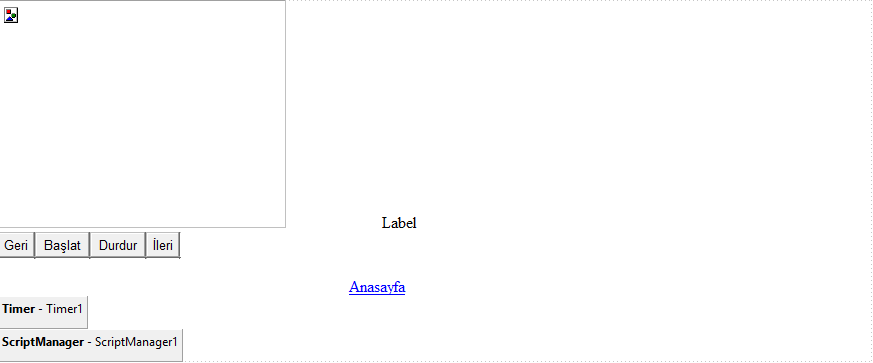 Label
Geri Başlat Durdur İleri
Anasayfa
Timer - Timer1
ScriptManager - ScriptManager1